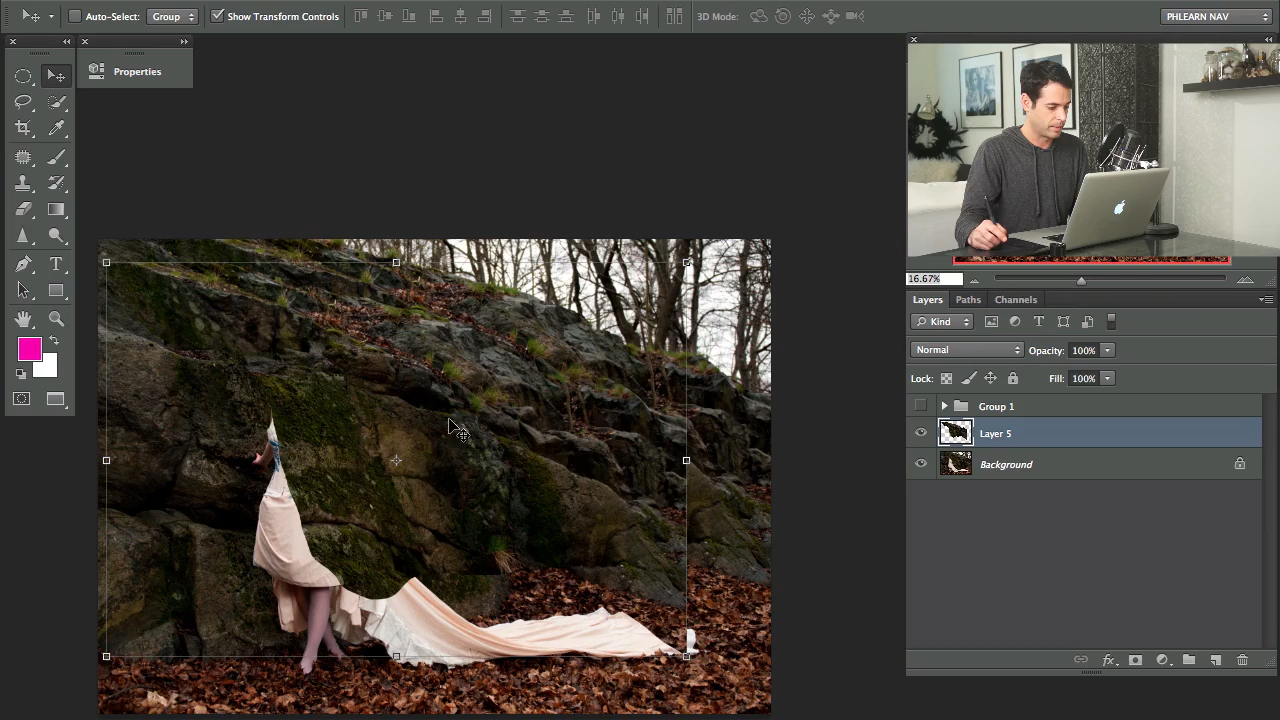 Auto-Select: Group Show Transform Controls 3D Mode: PHLEARN NAV
Properties
16.67%
Layers Paths Channels
Kind
Normal Opacity: 100%
Lock: Fill: 100%
Group 1
Layer 5
Background